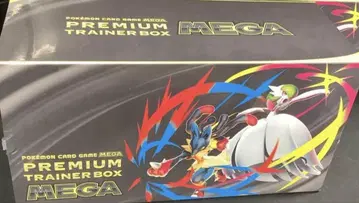 POKÉMON CARD GAME MEGA
PREMIUM
TRAINER BOX
MEGA
POKÉMON CARD GAME MEGA
PREMIUM
TRAINER BOX
MEGA